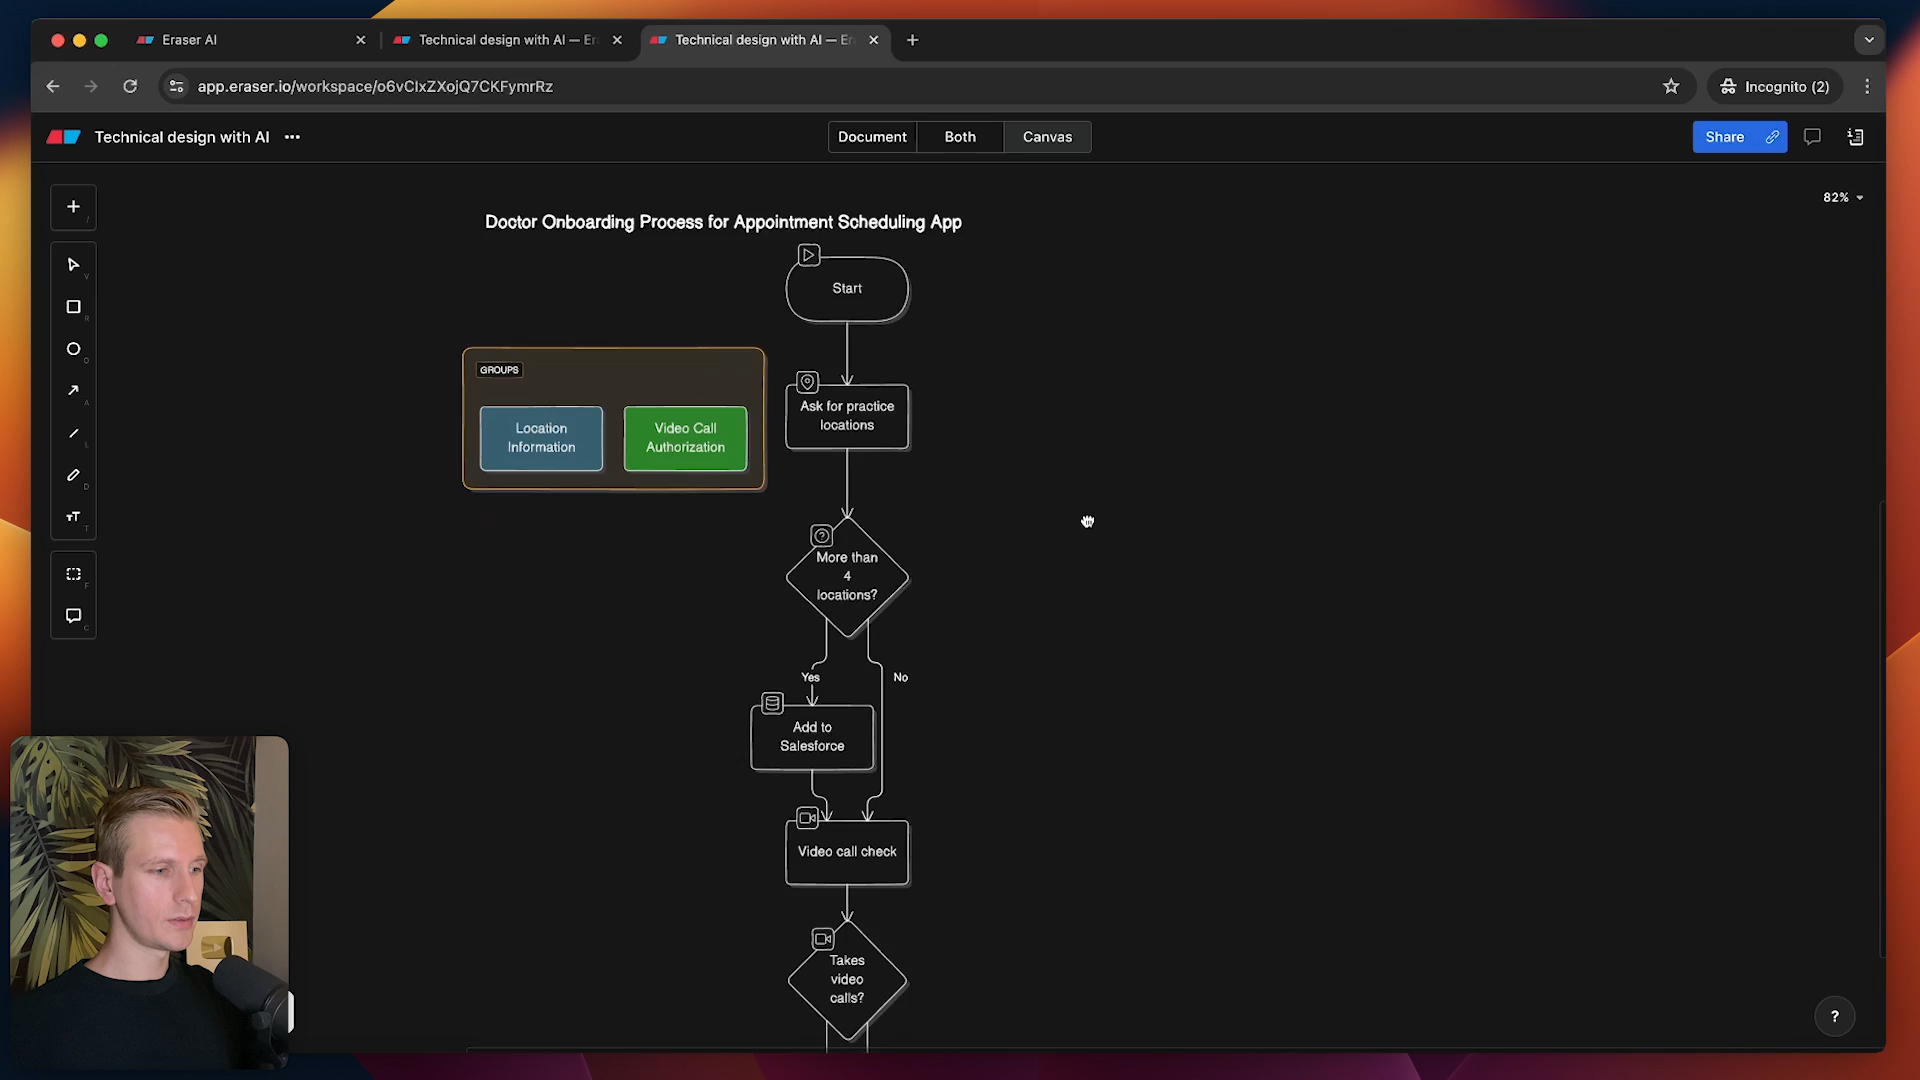 Eraser AI
Technical design with AI — Er
Technical design with AI — Er
app.eraser.io/workspace/o6vCIxZXojQ7CKFymrRz
Incognito (2)
Technical design with AI
Document
Both
Canvas
Share
82%
Doctor Onboarding Process for Appointment Scheduling App
Start
GROUPS
Location
Information
Video Call
Authorization
Ask for practice
locations
More than
4
locations?
Yes
No
Add to
Salesforce
Video call check
Takes
video
calls?
/
V
R
O
A
L
D
T
F
C
?